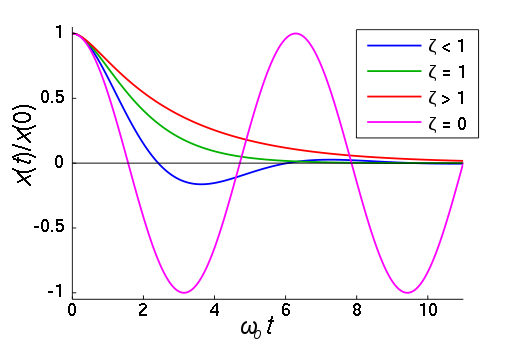 x(t)/x(0)
1
0.5
0
-0.5
-1
0 2 4 6 8 10
ω₀ t
ζ < 1
ζ = 1
ζ > 1
ζ = 0